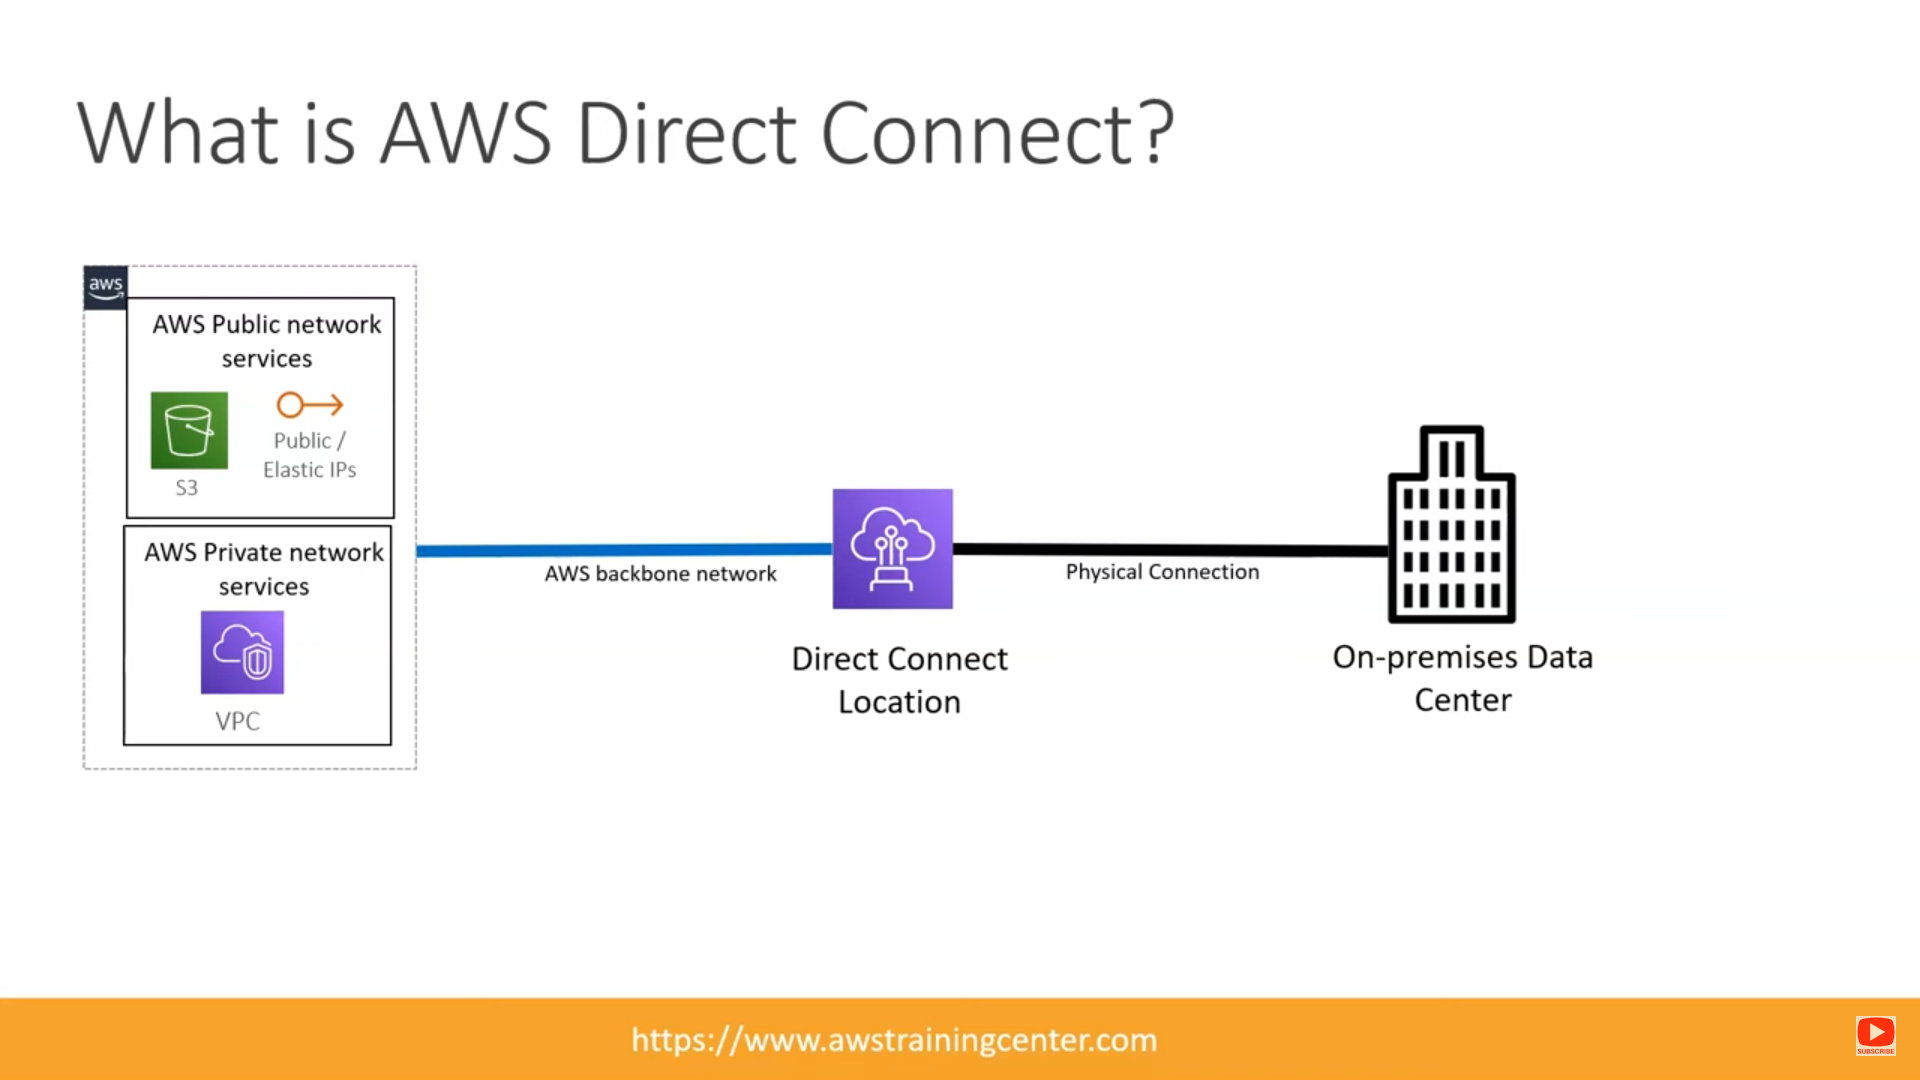 What is AWS Direct Connect?
aws
AWS Public network
services
S3
Public /
Elastic IPs
AWS Private network
services
VPC
AWS backbone network
Direct Connect
Location
Physical Connection
On-premises Data
Center
https://www.awstrainingcenter.com
SUBSCRIBE